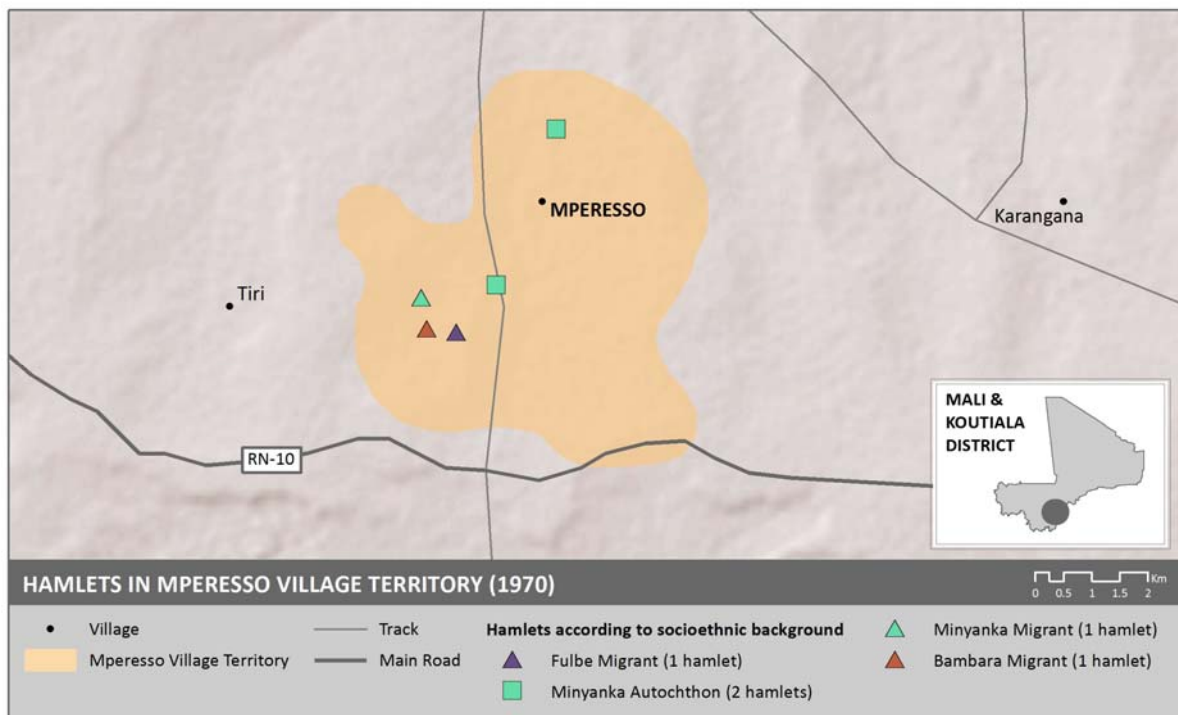 MPERESSO
Karangana
Tiri
RN-10
MALI &
KOUTIALA
DISTRICT
HAMLETS IN MPERESSO VILLAGE TERRITORY (1970)
Km
0 0.5 1 1.5 2
Village
Track
Hamlets according to socioethnic background
Minyanka Migrant (1 hamlet)
Mperesso Village Territory
Main Road
Fulbe Migrant (1 hamlet)
Bambara Migrant (1 hamlet)
Minyanka Autochthon (2 hamlets)